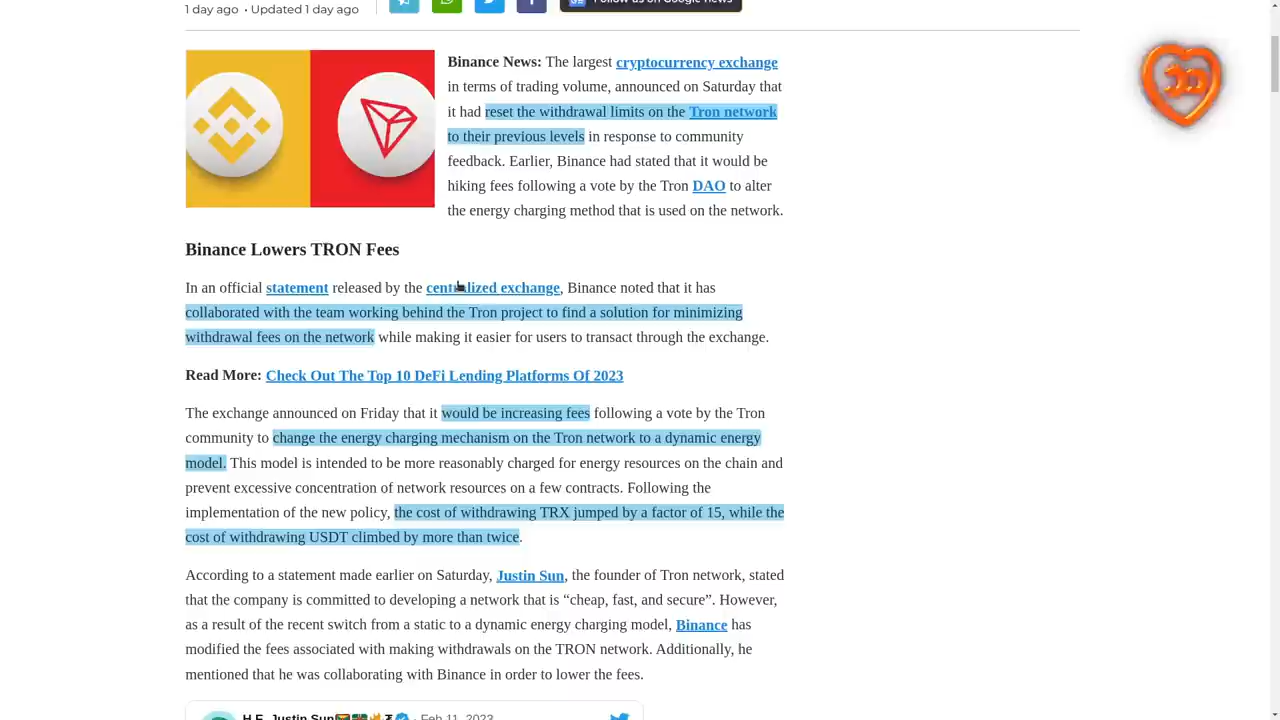 1 day ago • Updated 1 day ago
Follow us on Google news
Binance News: The largest cryptocurrency exchange
in terms of trading volume, announced on Saturday that
it had reset the withdrawal limits on the Tron network
to their previous levels in response to community
feedback. Earlier, Binance had stated that it would be
hiking fees following a vote by the Tron DAO to alter
the energy charging method that is used on the network.
Binance Lowers TRON Fees
In an official statement released by the centralized exchange, Binance noted that it has
collaborated with the team working behind the Tron project to find a solution for minimizing
withdrawal fees on the network while making it easier for users to transact through the exchange.
Read More: Check Out The Top 10 DeFi Lending Platforms Of 2023
The exchange announced on Friday that it would be increasing fees following a vote by the Tron
community to change the energy charging mechanism on the Tron network to a dynamic energy
model. This model is intended to be more reasonably charged for energy resources on the chain and
prevent excessive concentration of network resources on a few contracts. Following the
implementation of the new policy, the cost of withdrawing TRX jumped by a factor of 15, while the
cost of withdrawing USDT climbed by more than twice.
According to a statement made earlier on Saturday, Justin Sun, the founder of Tron network, stated
that the company is committed to developing a network that is “cheap, fast, and secure”. However,
as a result of the recent switch from a static to a dynamic energy charging model, Binance has
modified the fees associated with making withdrawals on the TRON network. Additionally, he
mentioned that he was collaborating with Binance in order to lower the fees.
H.E. Justin Sun · Feb 11, 2023